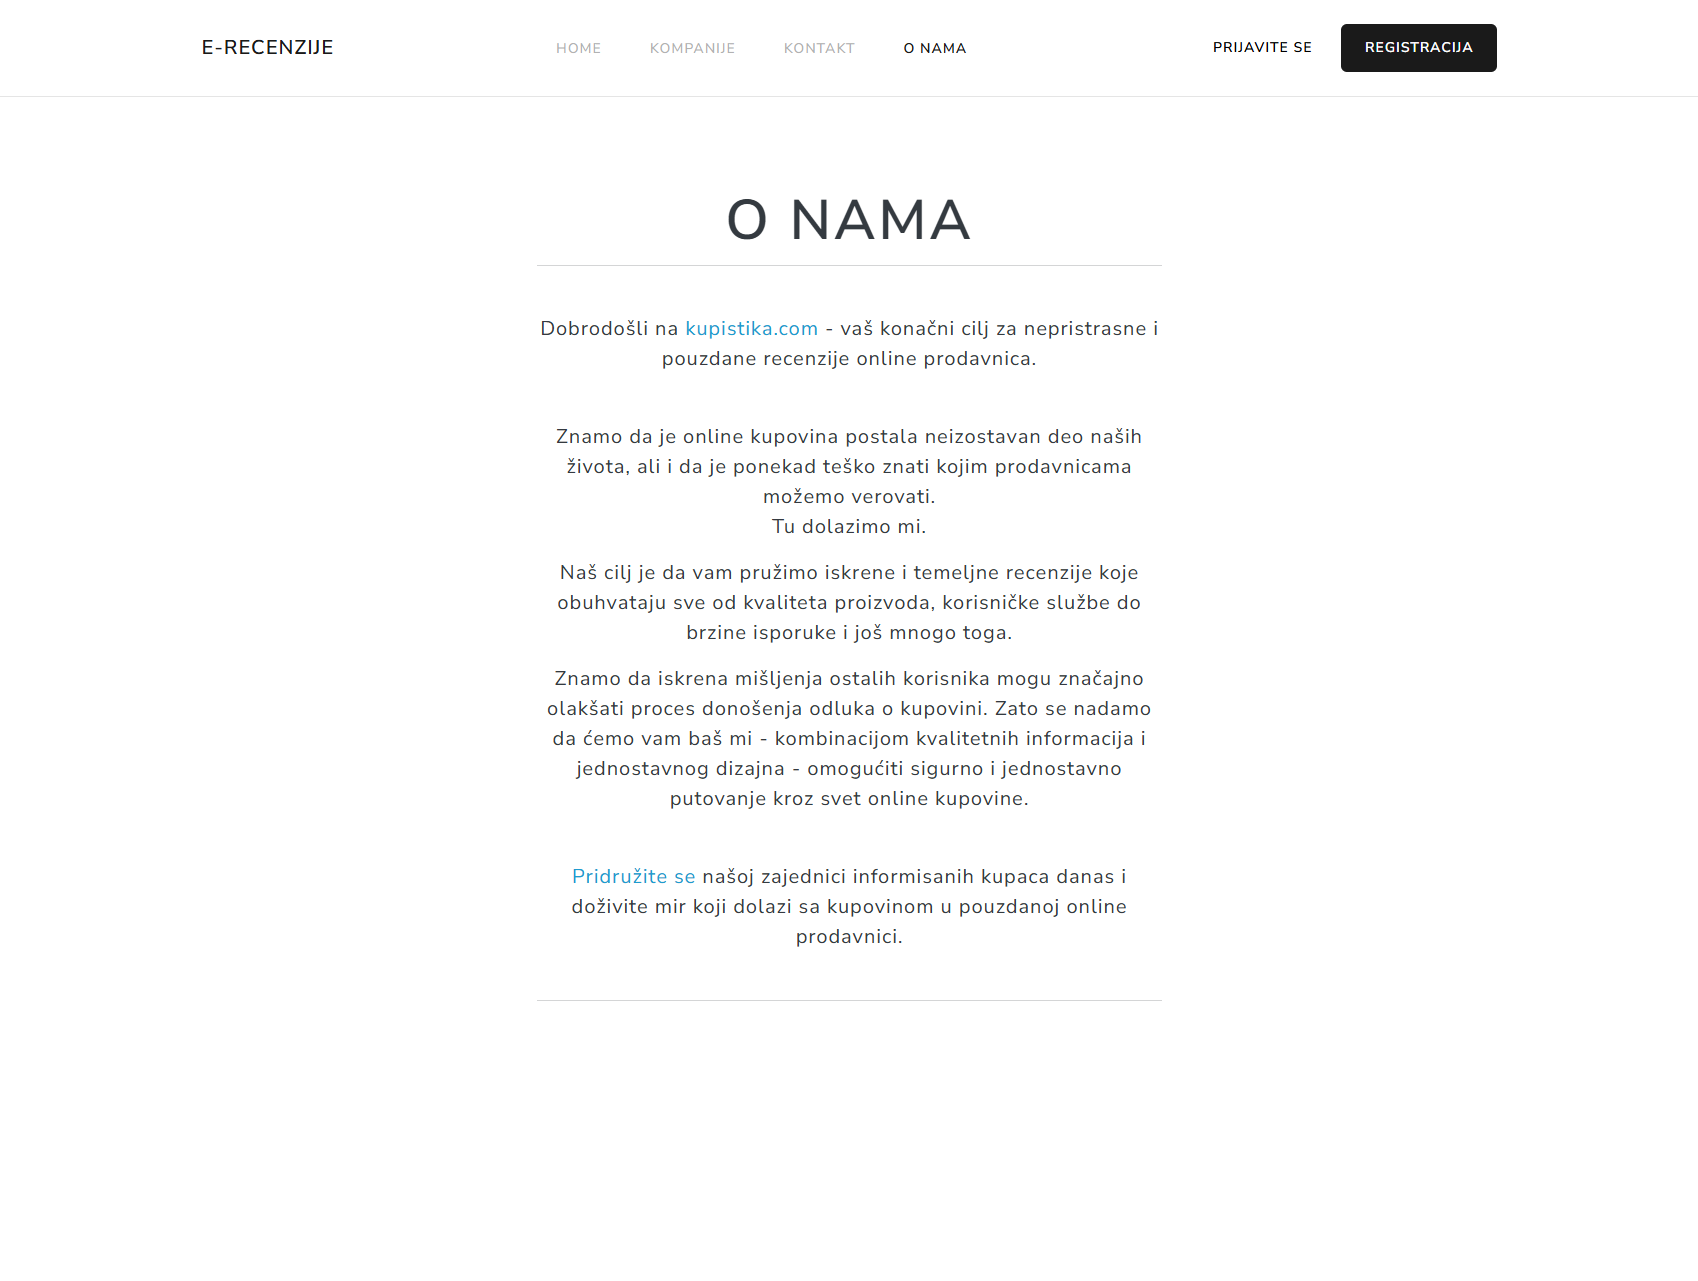 E-RECENZIJE
HOME
KOMPANIJE
KONTAKT
O NAMA
PRIJAVITE SE
REGISTRACIJA
O NAMA
Dobrodošli na kupistika.com - vaš konačni cilj za nepristrasne i
pouzdane recenzije online prodavnica.
Znamo da je online kupovina postala neizostavan deo naših
života, ali i da je ponekad teško znati kojim prodavnicama
možemo verovati.
Tu dolazimo mi.
Naš cilj je da vam pružimo iskrene i temeljne recenzije koje
obuhvataju sve od kvaliteta proizvoda, korisničke službe do
brzine isporuke i još mnogo toga.
Znamo da iskrena mišljenja ostalih korisnika mogu značajno
olakšati proces donošenja odluka o kupovini. Zato se nadamo
da ćemo vam baš mi - kombinacijom kvalitetnih informacija i
jednostavnog dizajna - omogućiti sigurno i jednostavno
putovanje kroz svet online kupovine.
Pridružite se našoj zajednici informisanih kupaca danas i
doživite mir koji dolazi sa kupovinom u pouzdanoj online
prodavnici.